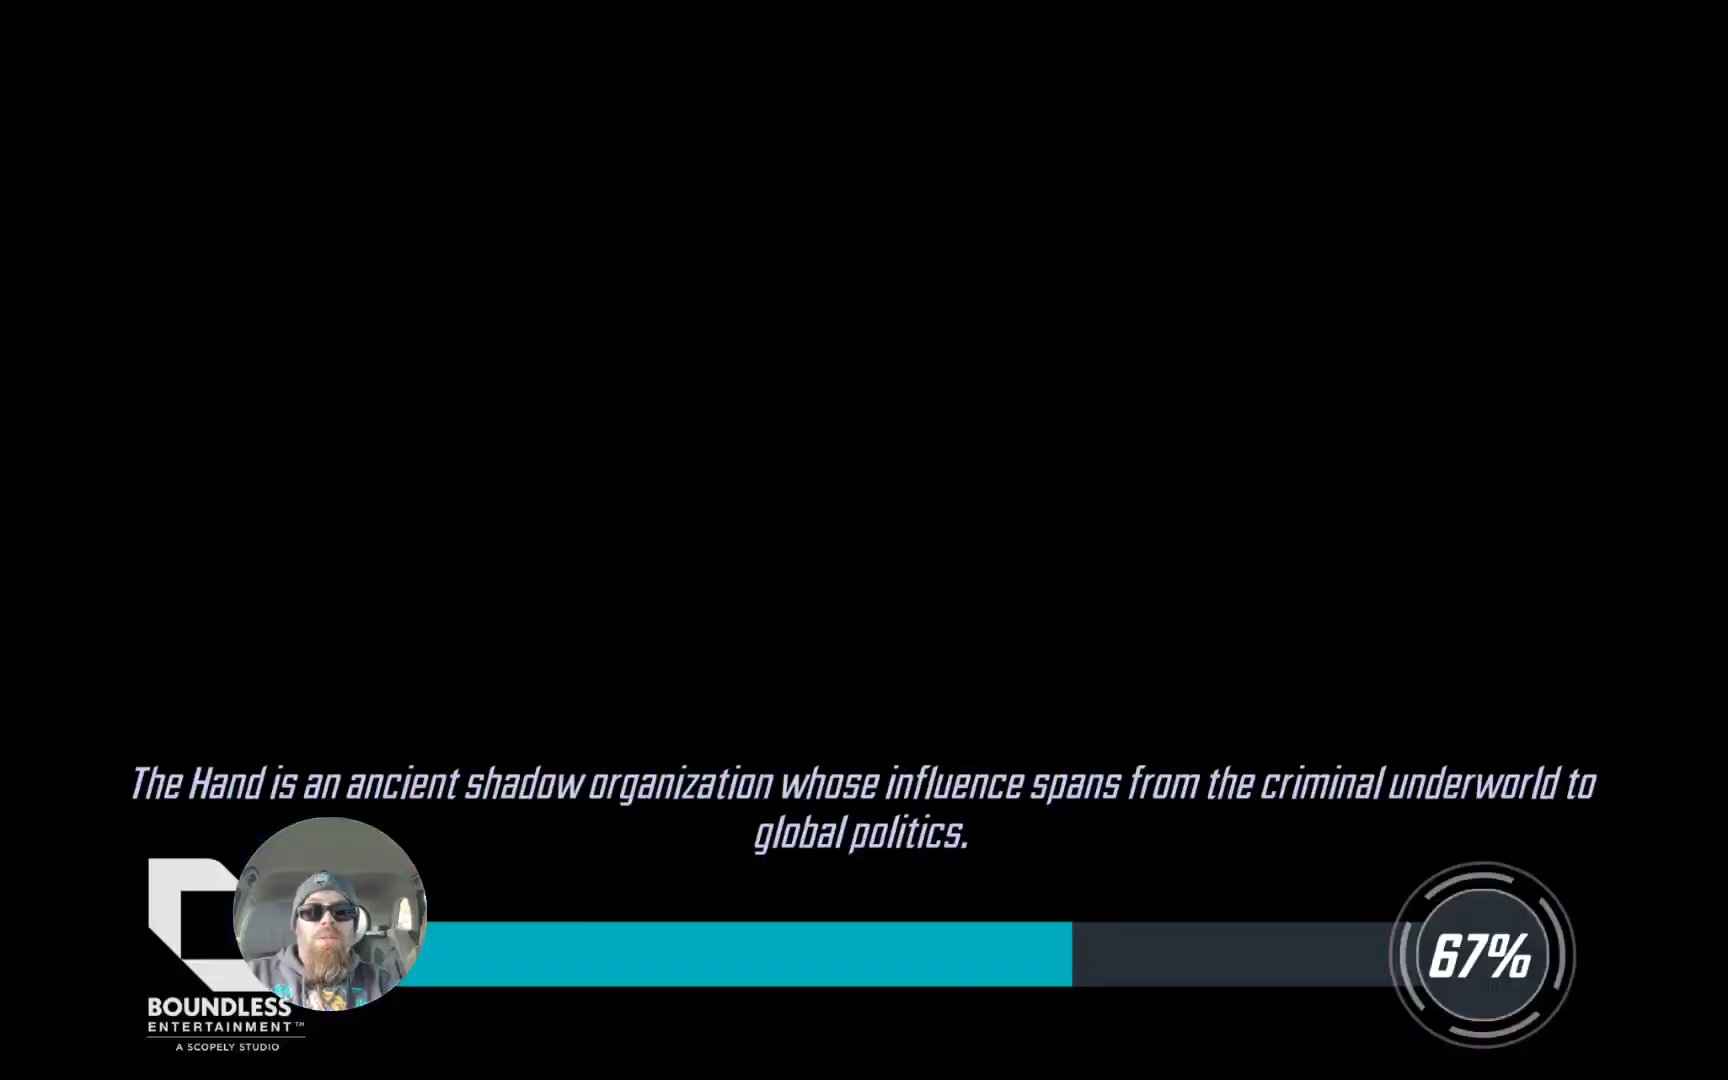 The Hand is an ancient shadow organization whose influence spans from the criminal underworld to
global politics.
67%
BOUNDLESS
ENTERTAINMENT™
A SCOPELY STUDIO